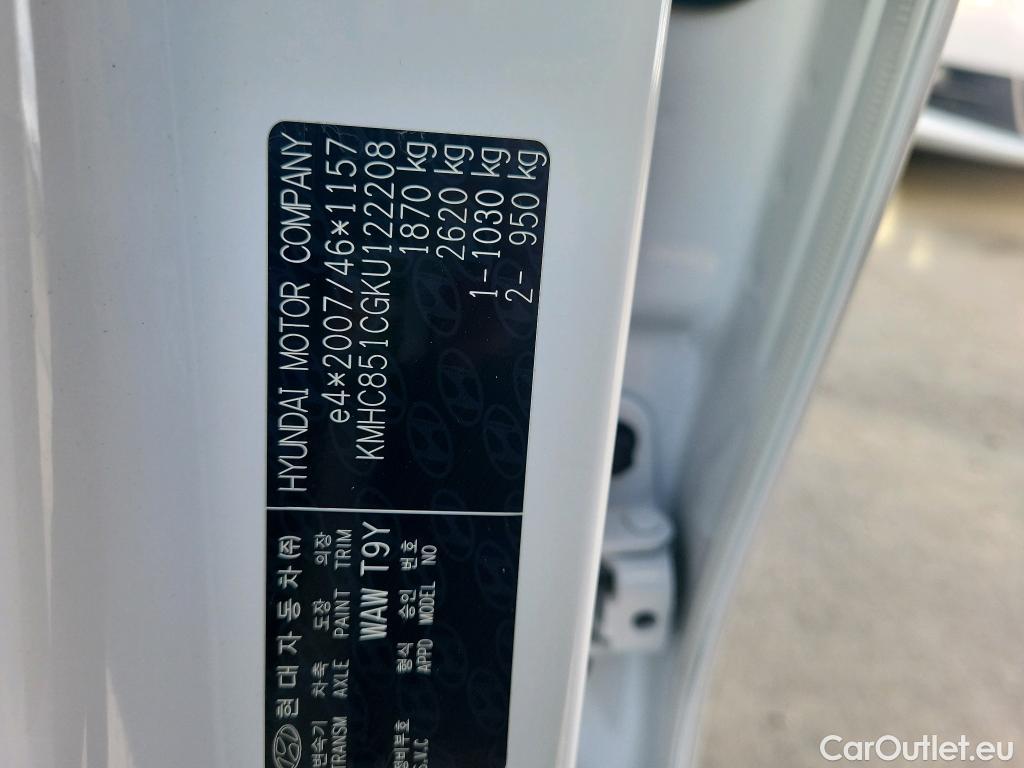 현대자동차(주)
HYUNDAI MOTOR COMPANY
변속기 차축 도장 의장
TRANSM AXLE PAINT TRIM
e4*2007/46*1157
WAW T9Y
KMHC851CGKU122208
형식 승인 번호
APPD MODEL NO
S.V.C
1870 kg
2620 kg
1-1030 kg
2- 950 kg
CarOutlet.eu